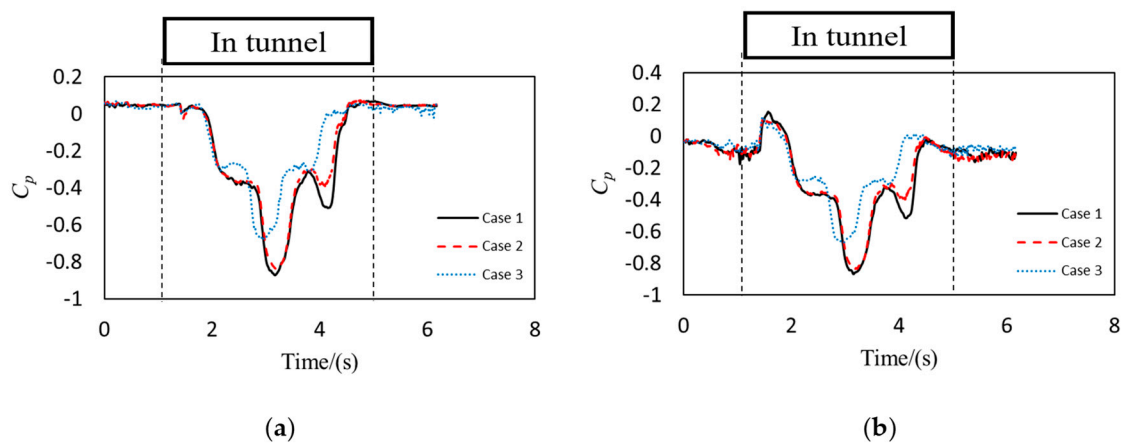 In tunnel
0.2
0
-0.2
-0.4
-0.6
-0.8
-1
Cp
Case 1
Case 2
Case 3
0 2 4 6 8
Time/(s)
(a)
In tunnel
0.4
0.2
0
-0.2
-0.4
-0.6
-0.8
-1
Cp
Case 1
Case 2
Case 3
0 2 4 6 8
Time/(s)
(b)